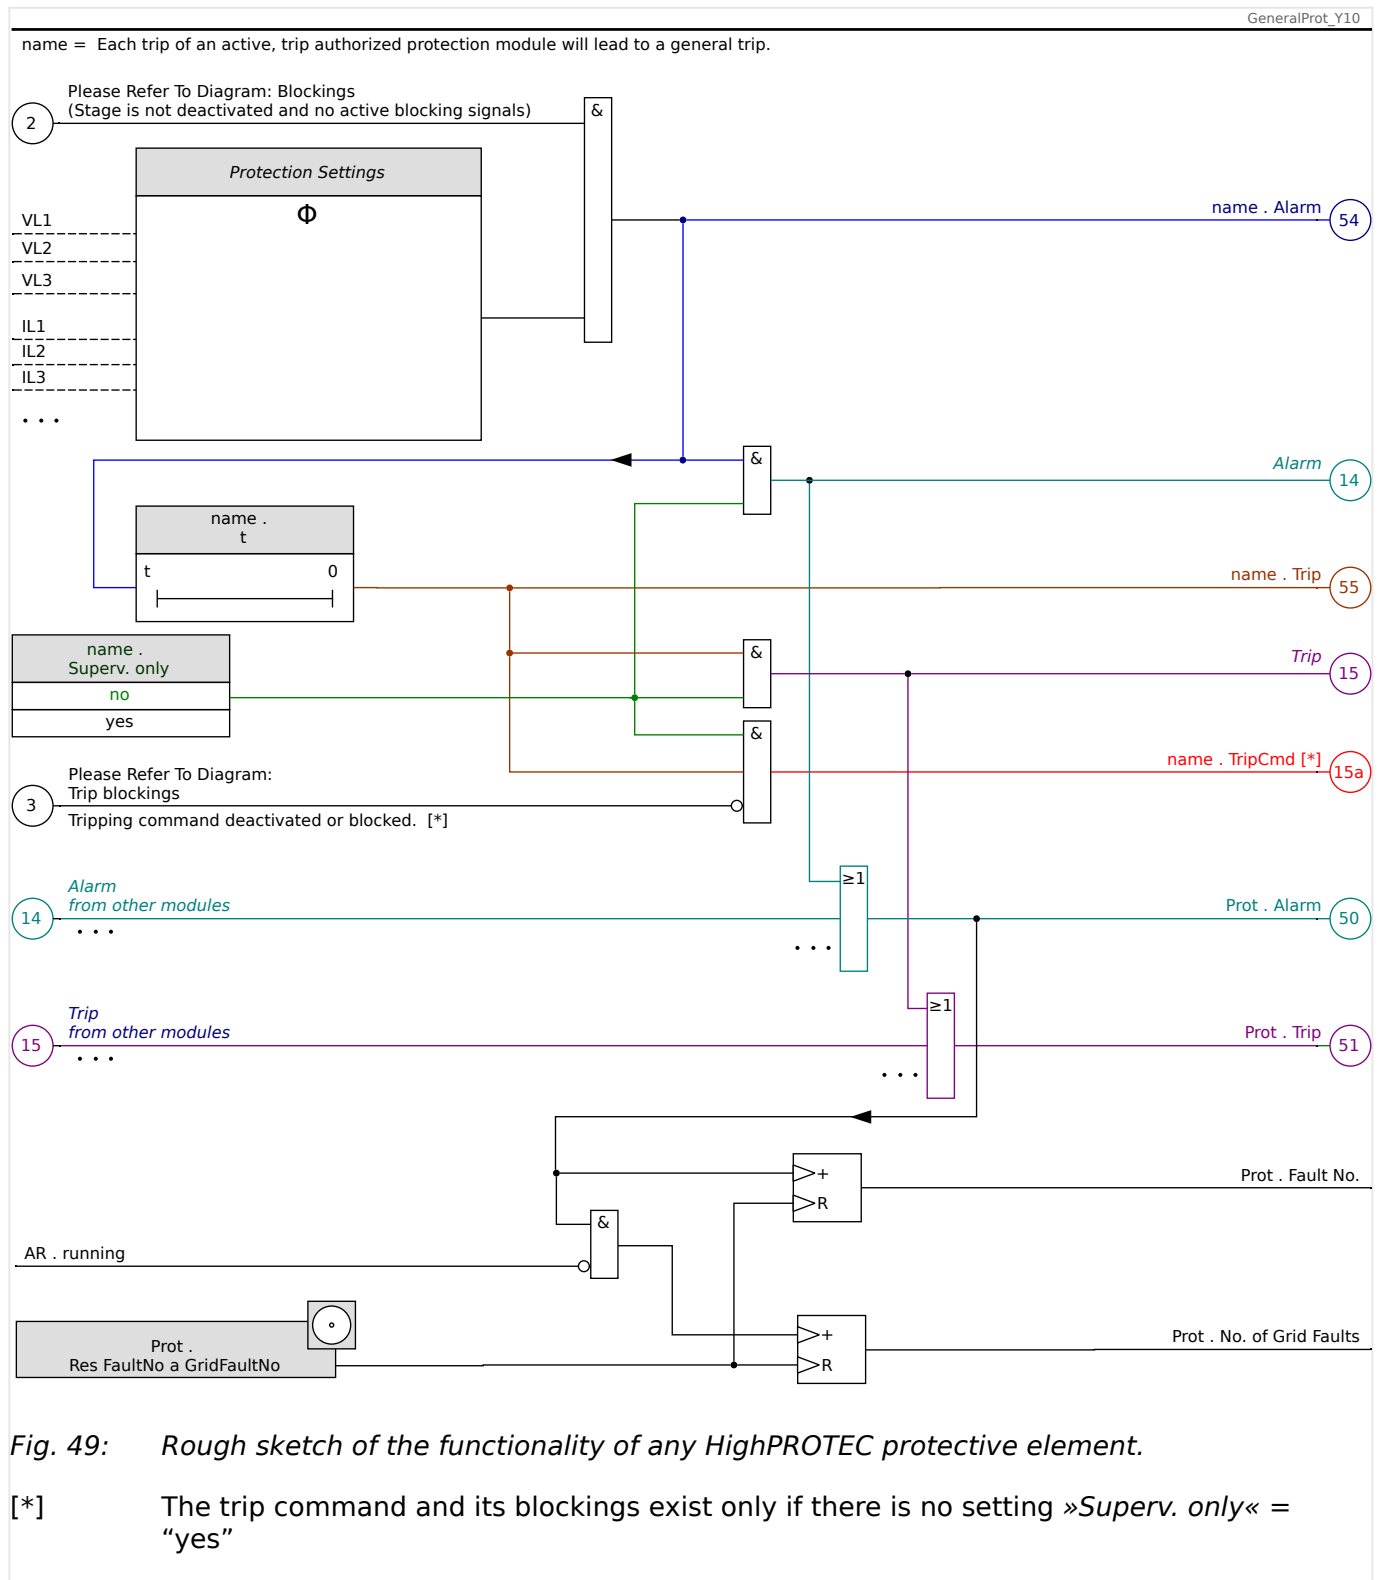 GeneralProt_Y10
name =  Each trip of an active, trip authorized protection module will lead to a general trip.
Please Refer To Diagram: Blockings
(Stage is not deactivated and no active blocking signals)
&
2
Protection Settings
Φ
VL1
VL2
VL3
IL1
IL2
IL3
. . .
name . Alarm
54
&
Alarm
14
name .
t
t
0
name . Trip
55
name .
Superv. only
no
yes
&
Trip
15
&
name . TripCmd [*]
15a
Please Refer To Diagram:
Trip blockings
3
Tripping command deactivated or blocked.  [*]
≥1
Alarm
from other modules
14
. . .
. . .
Prot . Alarm
50
≥1
Trip
from other modules
15
. . .
. . .
Prot . Trip
51
+
R
Prot . Fault No.
&
AR . running
Prot .
Res FaultNo a GridFaultNo
+
R
Prot . No. of Grid Faults
Fig. 49: Rough sketch of the functionality of any HighPROTEC protective element.
[*] The trip command and its blockings exist only if there is no setting »Superv. only« =
“yes”